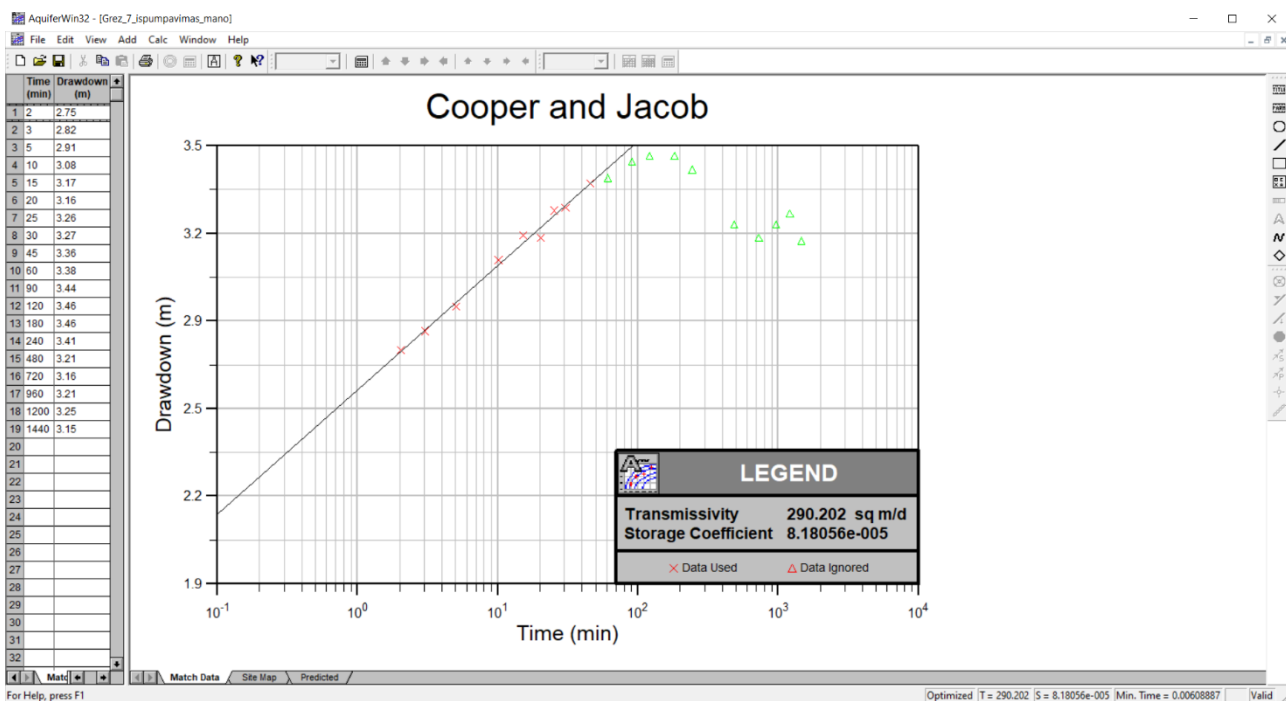 AquiferWin32 - [Grez_7_ispumpavimas_mano]
File Edit View Add Calc Window Help
Time (min) Drawdown (m)
1 2 2.75
2 3 2.82
3 5 2.91
4 10 3.08
5 15 3.17
6 20 3.16
7 25 3.26
8 30 3.27
9 45 3.36
10 60 3.38
11 90 3.44
12 120 3.46
13 180 3.46
14 240 3.41
15 480 3.21
16 720 3.16
17 960 3.21
18 1200 3.25
19 1440 3.15
20
21
22
23
24
25
26
27
28
29
30
31
32
Cooper and Jacob
3.5
3.2
2.9
2.5
2.2
1.9
Drawdown (m)
10-1 100 101 102 103 104
Time (min)
LEGEND
Transmissivity 290.202 sq m/d
Storage Coefficient 8.18056e-005
Data Used Data Ignored
Match Data Site Map Predicted
For Help, press F1
Optimized T = 290.202 S = 8.18056e-005 Min. Time = 0.00608887 Valid